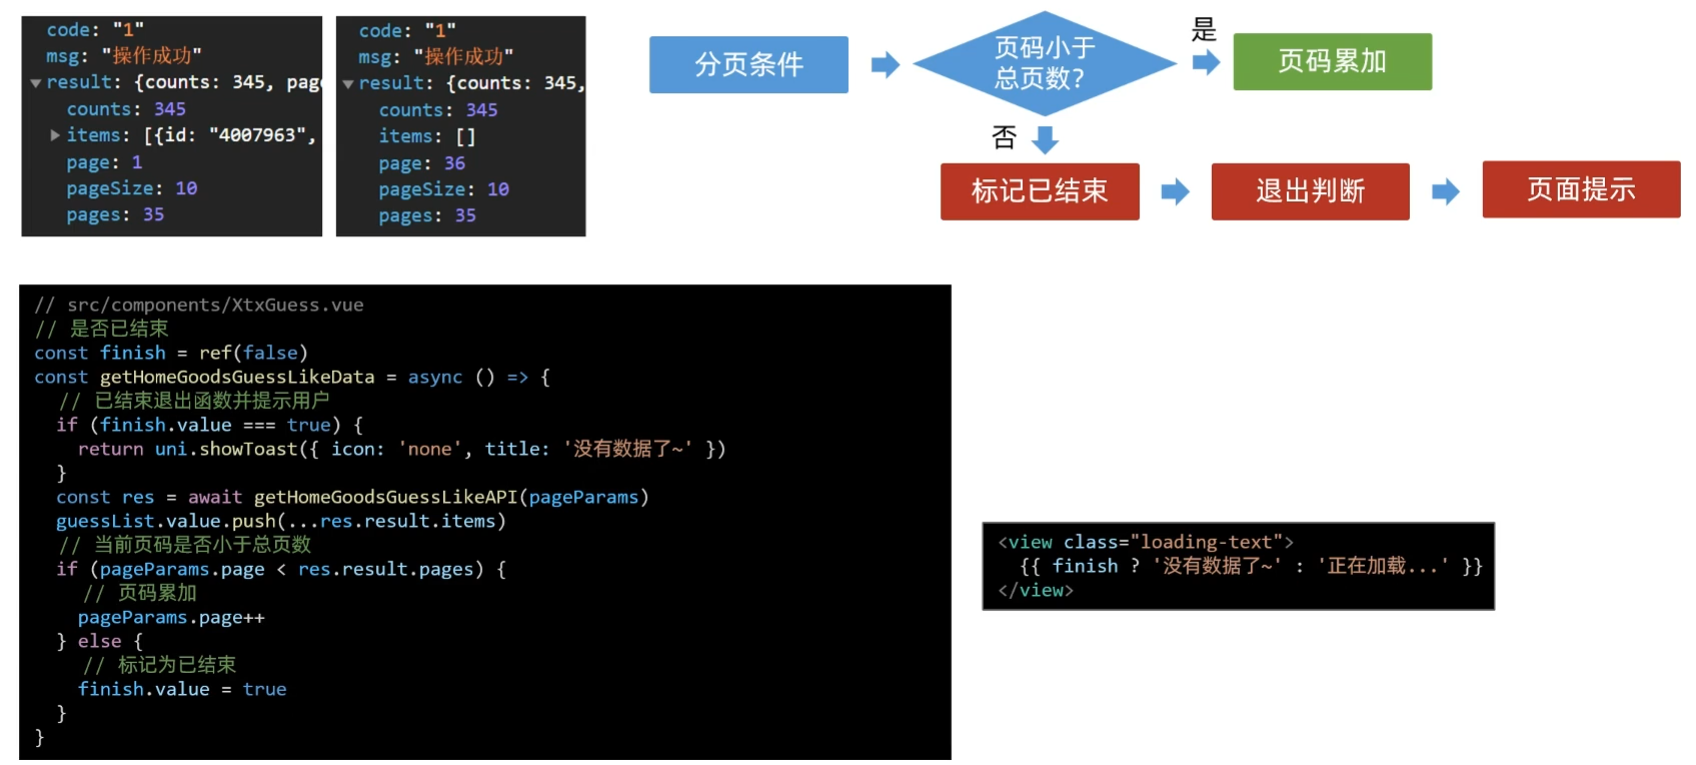 code: "1"
msg: "操作成功"
▼result: {counts: 345, pag
counts: 345
▶items: [{id: "4007963",
page: 1
pageSize: 10
pages: 35
code: "1"
msg: "操作成功"
▼result: {counts: 345,
counts: 345
items: []
page: 36
pageSize: 10
pages: 35
分页条件
页码小于
总页数?
是
页码累加
否
标记已结束
退出判断
页面提示
// src/components/XtxGuess.vue
// 是否已结束
const finish = ref(false)
const getHomeGoodsGuessLikeData = async () => {
// 已结束退出函数并提示用户
if (finish.value === true) {
return uni.showToast({ icon: 'none', title: '没有数据了~' })
}
const res = await getHomeGoodsGuessLikeAPI(pageParams)
guessList.value.push(...res.result.items)
// 当前页码是否小于总页数
if (pageParams.page < res.result.pages) {
// 页码累加
pageParams.page++
} else {
// 标记为已结束
finish.value = true
}
}
<view class="loading-text">
{{ finish ? '没有数据了~' : '正在加载...' }}
</view>